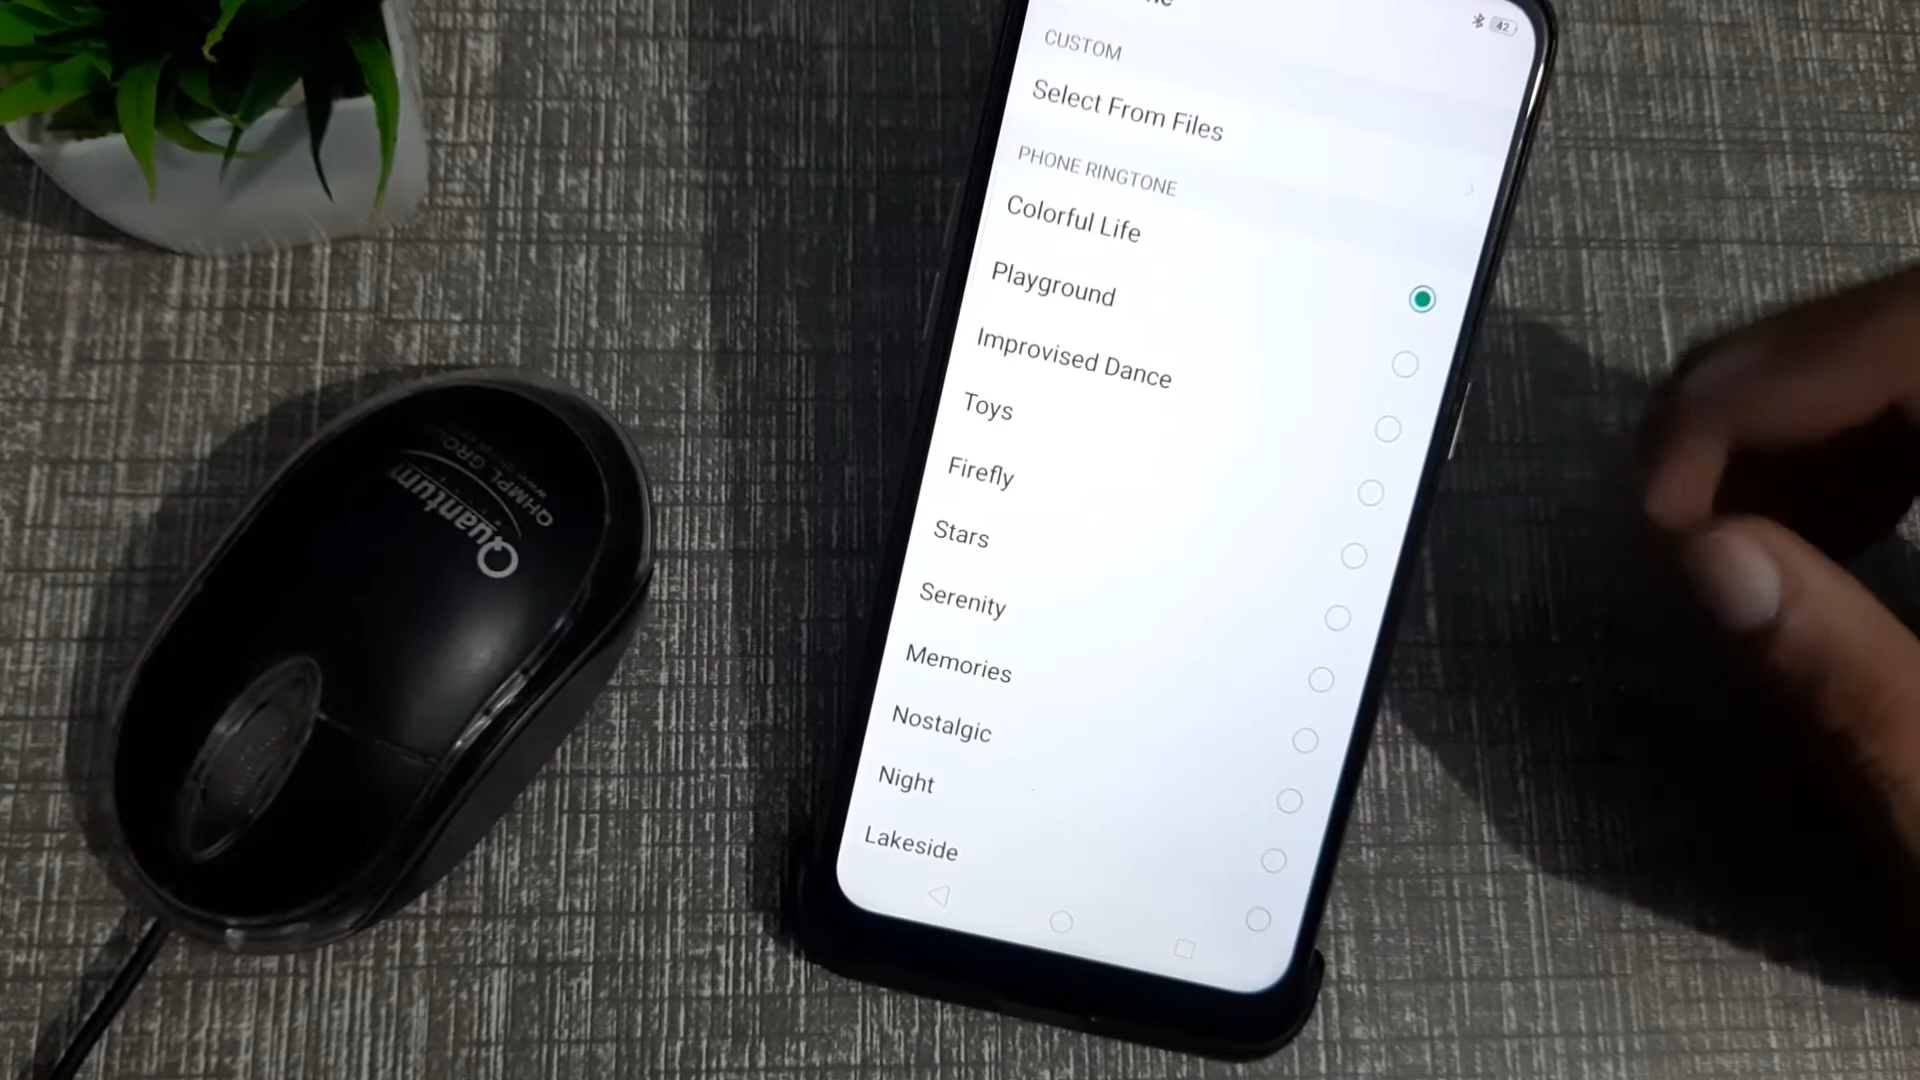 42
CUSTOM
Select From Files
PHONE RINGTONE
Colorful Life
Playground
Improvised Dance
Toys
Firefly
Stars
Serenity
Memories
Nostalgic
Night
Lakeside
Quantum
QHMPL